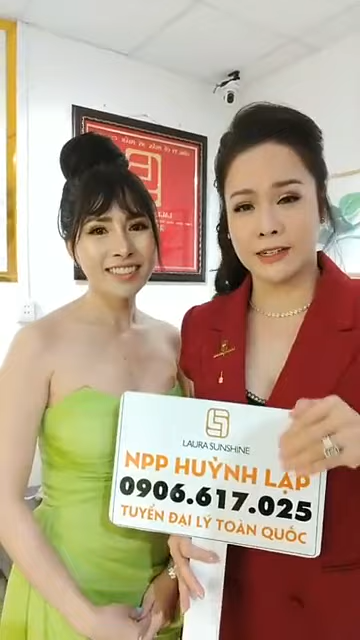 LAURA SUNSHINE
NPP HUỲNH LẬP
0906.617.025
TUYỂN ĐẠI LÝ TOÀN QUỐC